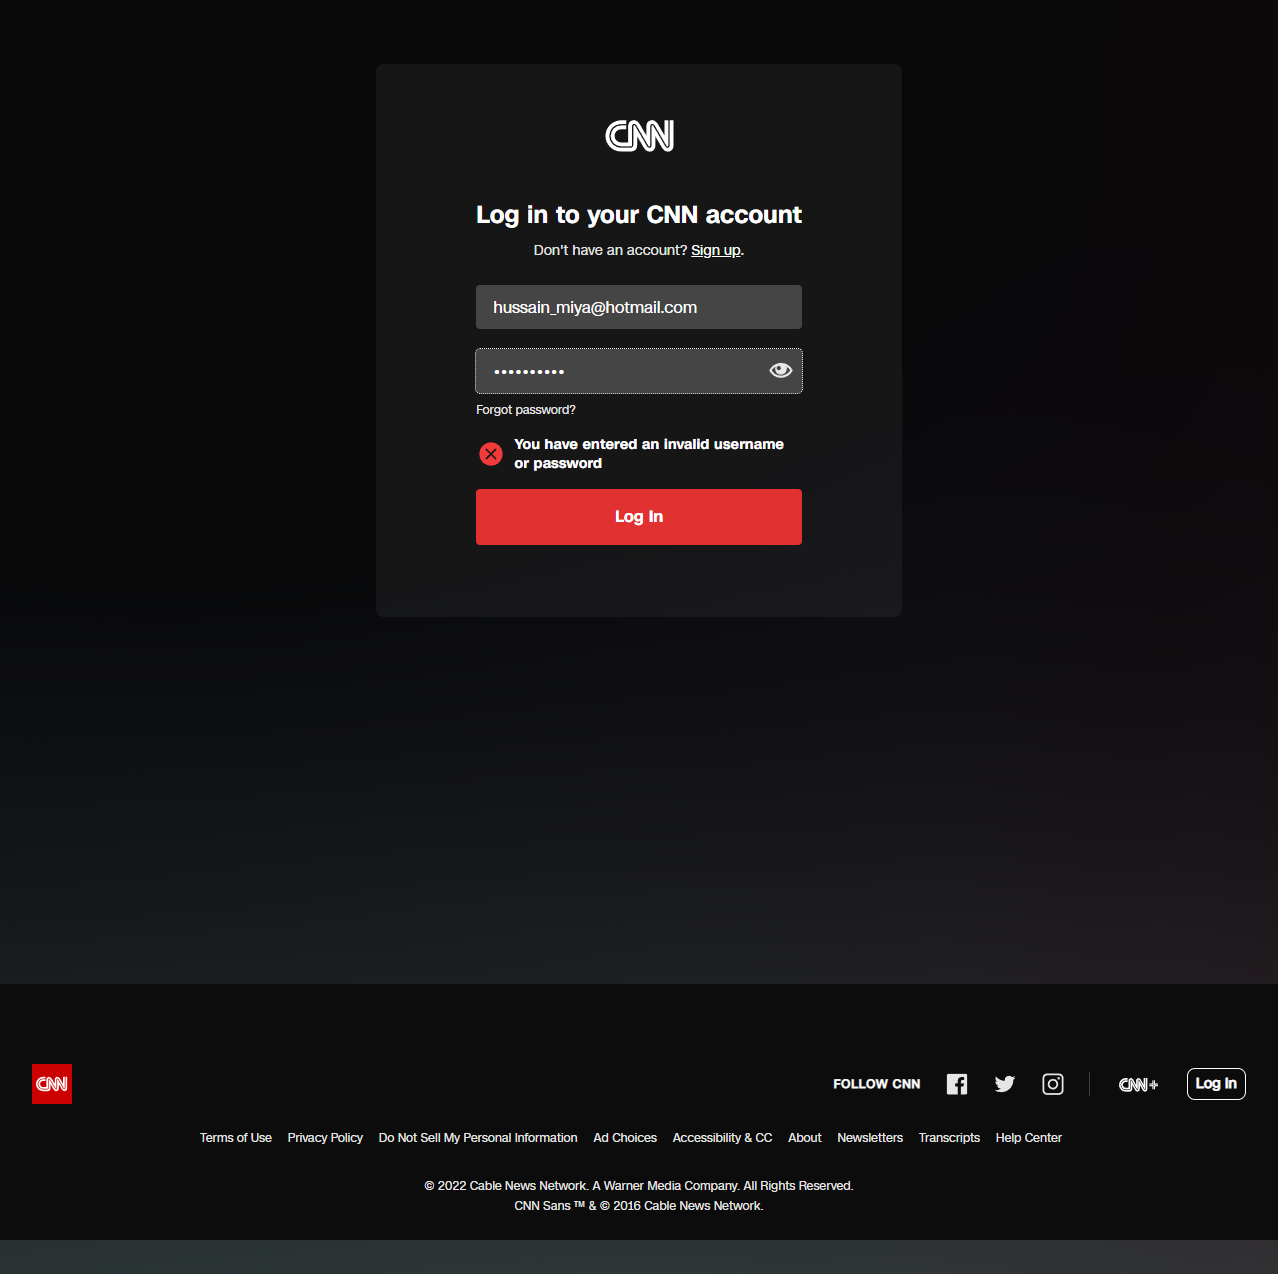 CNN
Log in to your CNN account
Don't have an account? Sign up.
hussain_miya@hotmail.com
••••••••••
Forgot password?
You have entered an invalid username
or password
Log In
CNN
FOLLOW CNN
CNN+
Log In
Terms of Use Privacy Policy Do Not Sell My Personal Information Ad Choices Accessibility & CC About Newsletters Transcripts Help Center
© 2022 Cable News Network. A Warner Media Company. All Rights Reserved.
CNN Sans ™ & © 2016 Cable News Network.